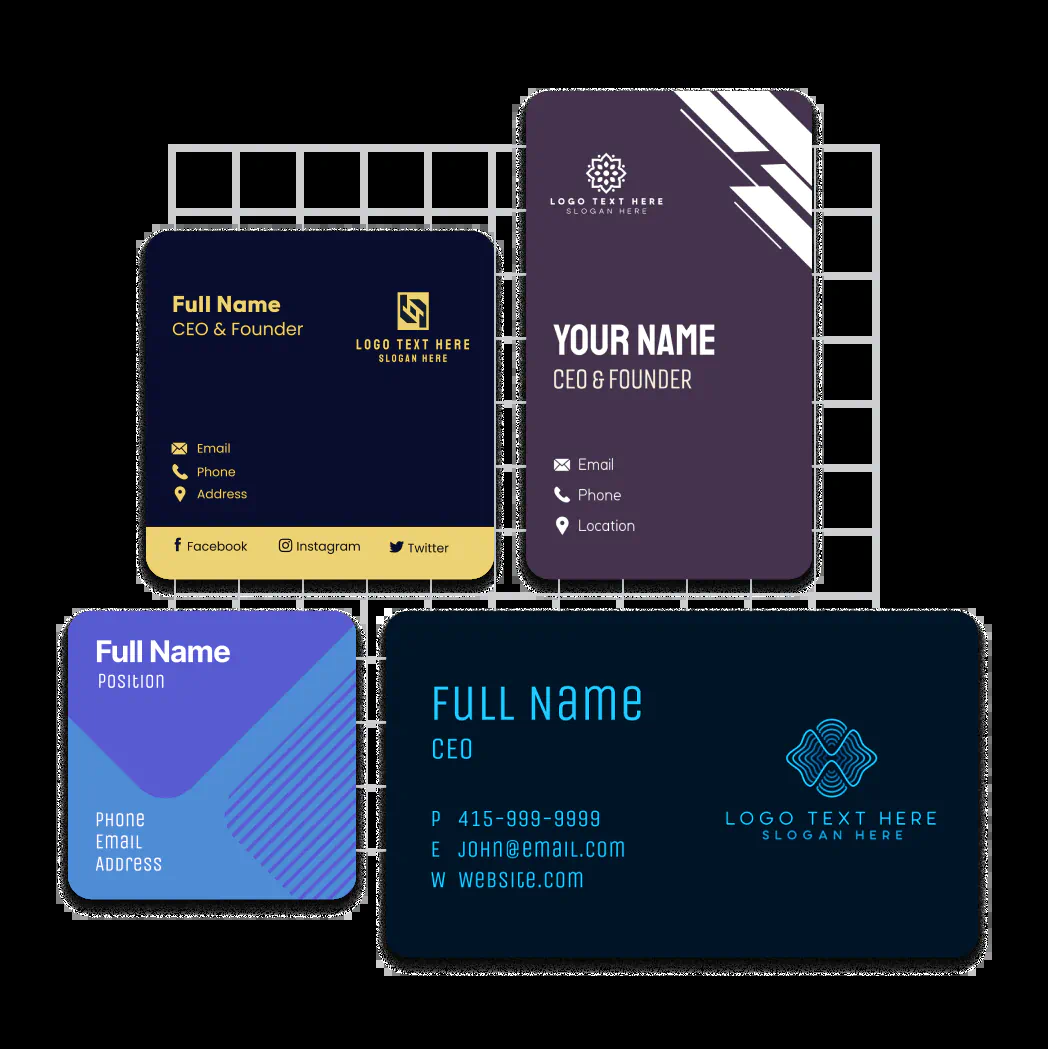 Full Name
CEO & Founder
LOGO TEXT HERE
SLOGAN HERE
Email
Phone
Address
Facebook Instagram Twitter
LOGO TEXT HERE
SLOGAN HERE
YOUR NAME
CEO & FOUNDER
Email
Phone
Location
Full Name
Position
Phone
Email
Address
Full Name
CEO
P 415-999-9999
E john@email.com
W website.com
LOGO TEXT HERE
SLOGAN HERE